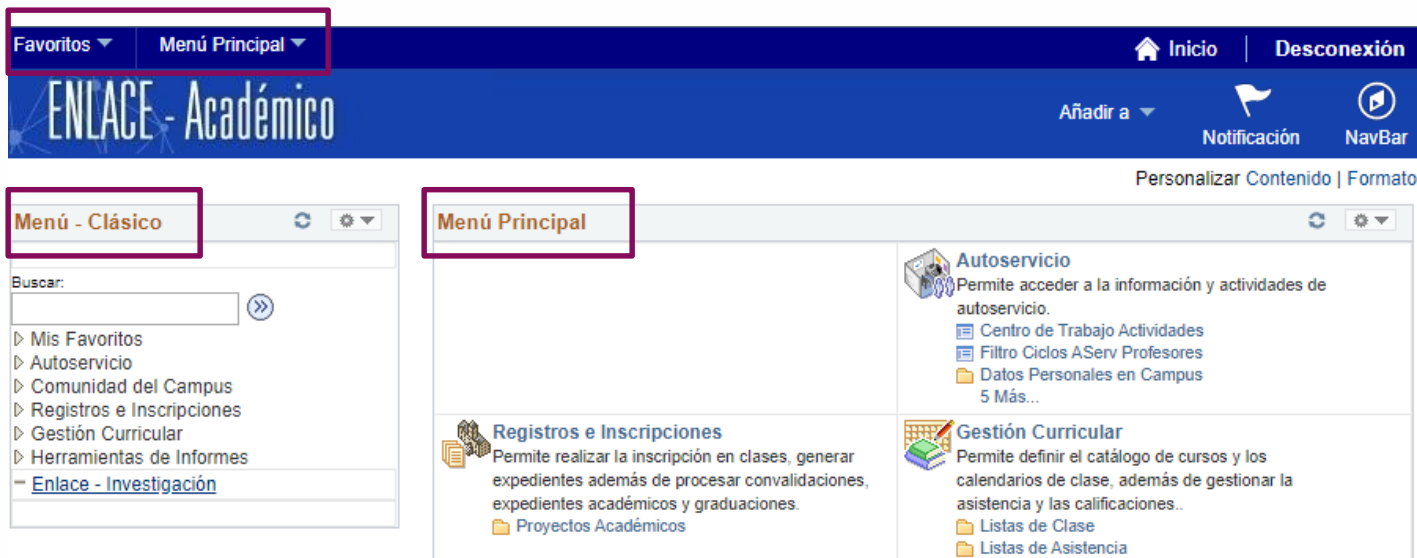 Favoritos Menú Principal Inicio Desconexión
ENLACE - Académico
Añadir a Notificación NavBar
Personalizar Contenido | Formato
Menú - Clásico
Buscar:
Mis Favoritos
Autoservicio
Comunidad del Campus
Registros e Inscripciones
Gestión Curricular
Herramientas de Informes
Enlace - Investigación
Menú Principal
Autoservicio
Permite acceder a la información y actividades de
autoservicio.
Centro de Trabajo Actividades
Filtro Ciclos AServ Profesores
Datos Personales en Campus
5 Más...
Registros e Inscripciones
Permite realizar la inscripción en clases, generar
expedientes además de procesar convalidaciones,
expedientes académicos y graduaciones.
Proyectos Académicos
Gestión Curricular
Permite definir el catálogo de cursos y los
calendarios de clase, además de gestionar la
asistencia y las calificaciones..
Listas de Clase
Listas de Asistencia